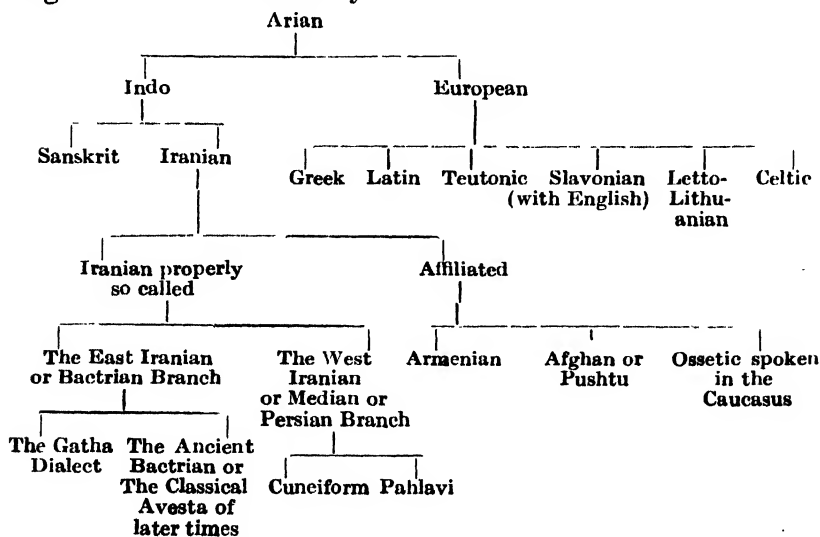 Arian
Indo European
Sanskrit Iranian
Greek Latin Teutonic Slavonian Letto- Celtic
(with English) Lithu-
anian
Iranian properly Affiliated
so called
The East Iranian The West Armenian Afghan or Ossetic spoken
or Bactrian Branch Iranian Pushtu in the
or Median or Caucasus
Persian Branch
The Gatha The Ancient
Dialect Bactrian or Cuneiform Pahlavi
The Classical
Avesta of
later times